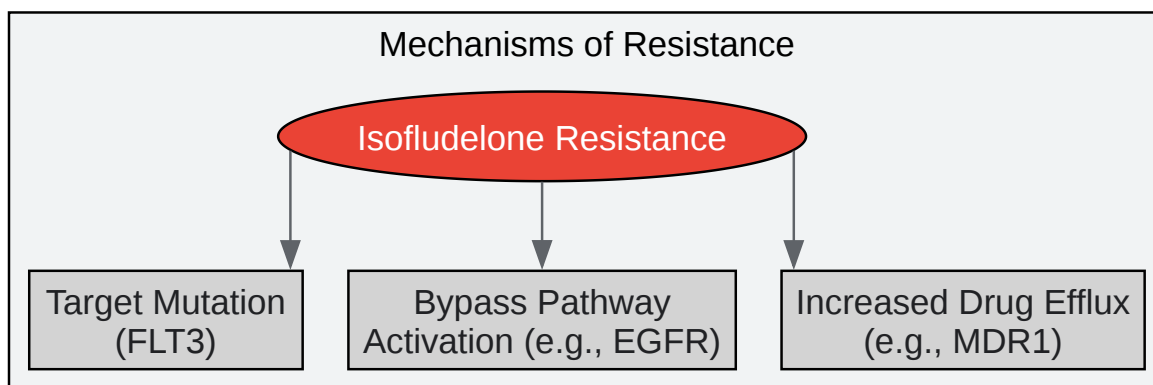 Mechanisms of Resistance
Isofludelone Resistance
Target Mutation
(FLT3)
Bypass Pathway
Activation (e.g., EGFR)
Increased Drug Efflux
(e.g., MDR1)